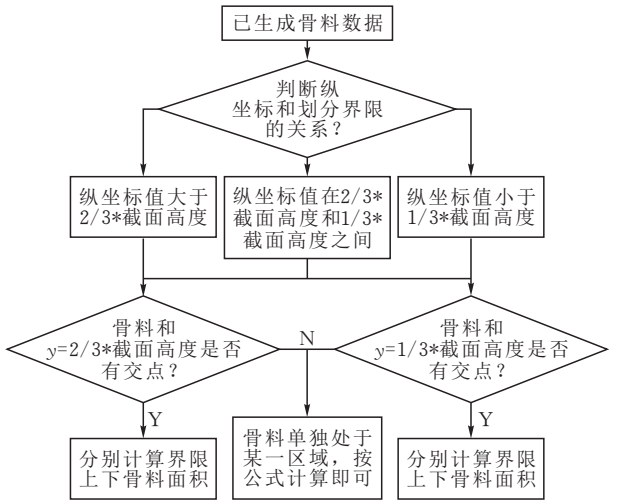 已生成骨料数据
判断纵
坐标和划分界限
的关系？
纵坐标值大于
2/3*截面高度
纵坐标值在2/3*
截面高度和1/3*
截面高度之间
纵坐标值小于
1/3*截面高度
骨料和
y=2/3*截面高度是否
有交点？
N
骨料和
y=1/3*截面高度是否
有交点？
Y
Y
分别计算界限
上下骨料面积
骨料单独处于
某一区域，按
公式计算即可
分别计算界限
上下骨料面积